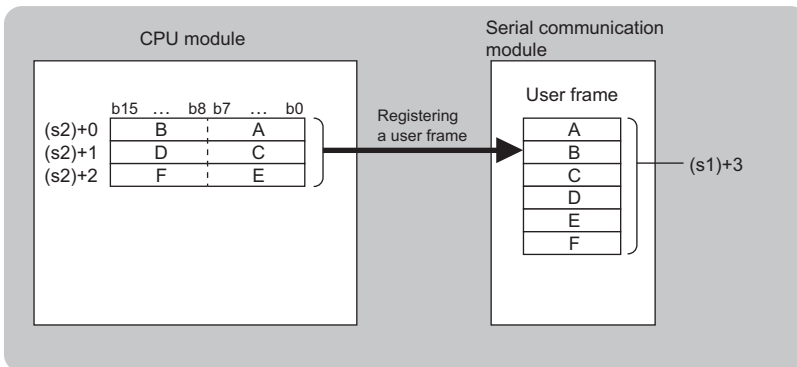 CPU module
Serial communication
module
b15 ... b8 b7 ... b0
(s2)+0 B A
(s2)+1 D C
(s2)+2 F E
Registering
a user frame
User frame
A
B
C
D
E
F
(s1)+3